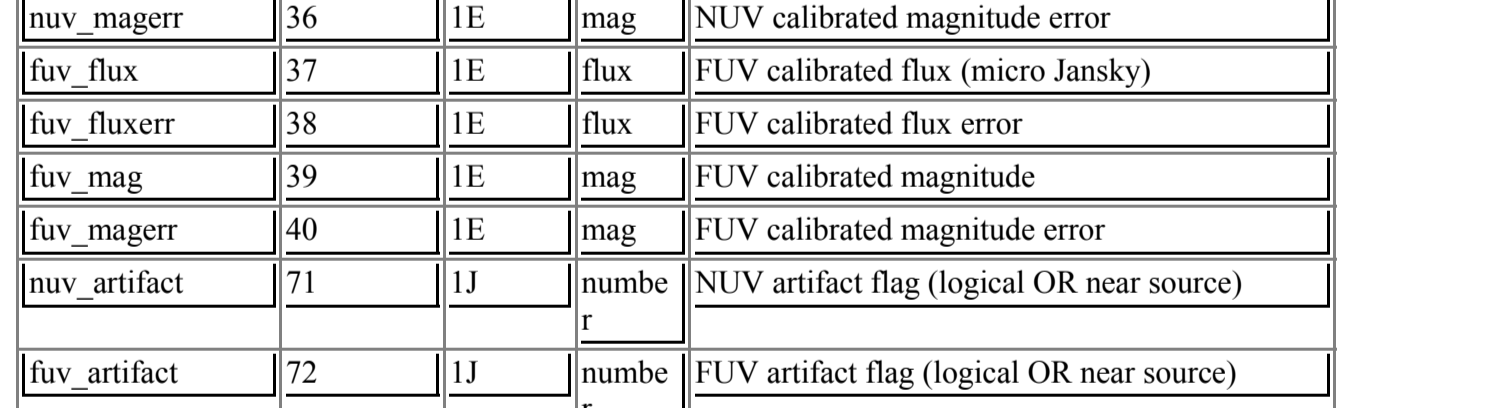 nuv_magerr 36 1E mag NUV calibrated magnitude error
fuv_flux 37 1E flux FUV calibrated flux (micro Jansky)
fuv_fluxerr 38 1E flux FUV calibrated flux error
fuv_mag 39 1E mag FUV calibrated magnitude
fuv_magerr 40 1E mag FUV calibrated magnitude error
nuv_artifact 71 1J numbe NUV artifact flag (logical OR near source)
r
fuv_artifact 72 1J numbe FUV artifact flag (logical OR near source)
r